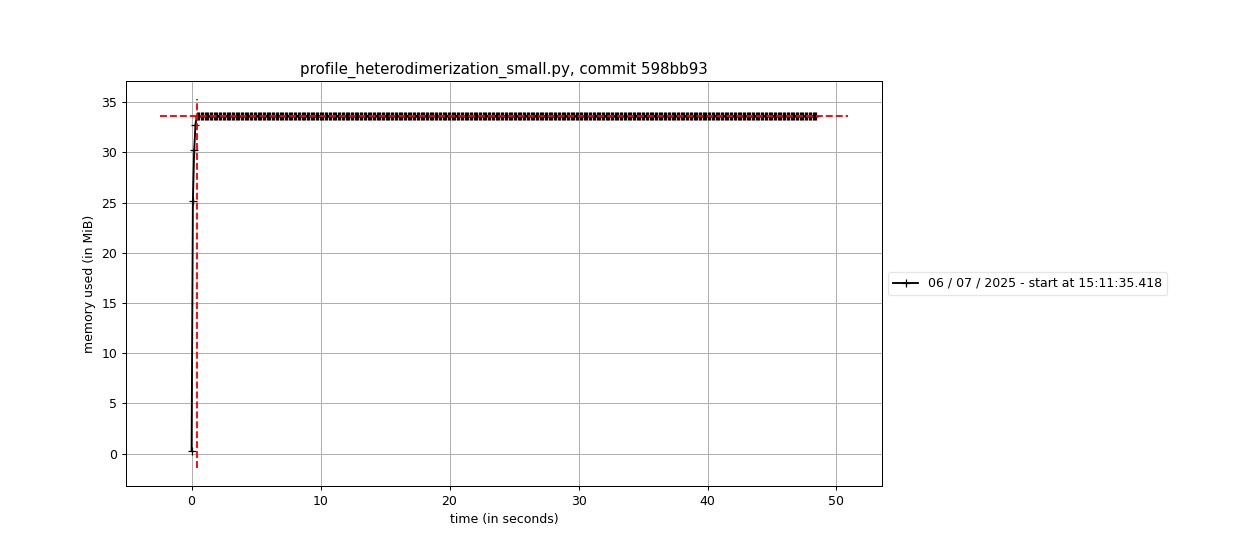 profile_heterodimerization_small.py, commit 598bb93
memory used (in MiB)
35
30
25
20
15
10
5
0
0 10 20 30 40 50
time (in seconds)
06 / 07 / 2025 - start at 15:11:35.418